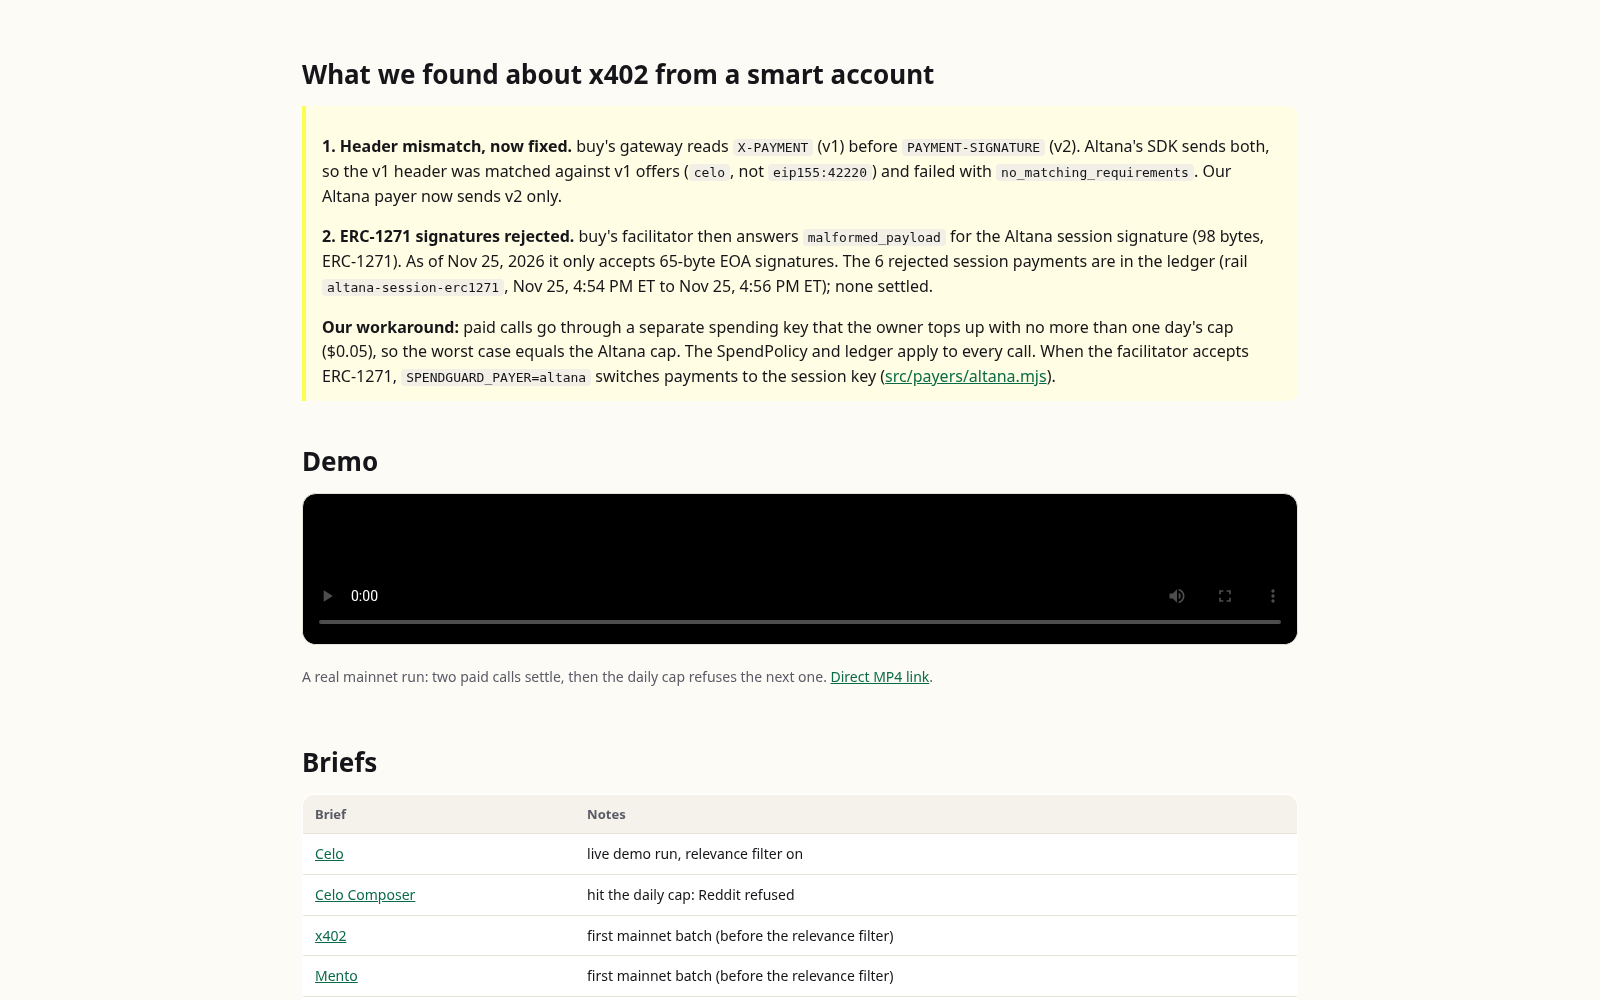 What we found about x402 from a smart account
1. Header mismatch, now fixed. buy's gateway reads X-PAYMENT (v1) before PAYMENT-SIGNATURE (v2). Altana's SDK sends both,
so the v1 header was matched against v1 offers (celo, not eip155:42220) and failed with no_matching_requirements. Our
Altana payer now sends v2 only.
2. ERC-1271 signatures rejected. buy's facilitator then answers malformed_payload for the Altana session signature (98 bytes,
ERC-1271). As of Nov 25, 2026 it only accepts 65-byte EOA signatures. The 6 rejected session payments are in the ledger (rail
altana-session-erc1271, Nov 25, 4:54 PM ET to Nov 25, 4:56 PM ET); none settled.
Our workaround: paid calls go through a separate spending key that the owner tops up with no more than one day's cap
($0.05), so the worst case equals the Altana cap. The SpendPolicy and ledger apply to every call. When the facilitator accepts
ERC-1271, SPENDGUARD_PAYER=altana switches payments to the session key (src/payers/altana.mjs).
Demo
0:00
A real mainnet run: two paid calls settle, then the daily cap refuses the next one. Direct MP4 link.
Briefs
Brief Notes
Celo live demo run, relevance filter on
Celo Composer hit the daily cap: Reddit refused
x402 first mainnet batch (before the relevance filter)
Mento first mainnet batch (before the relevance filter)